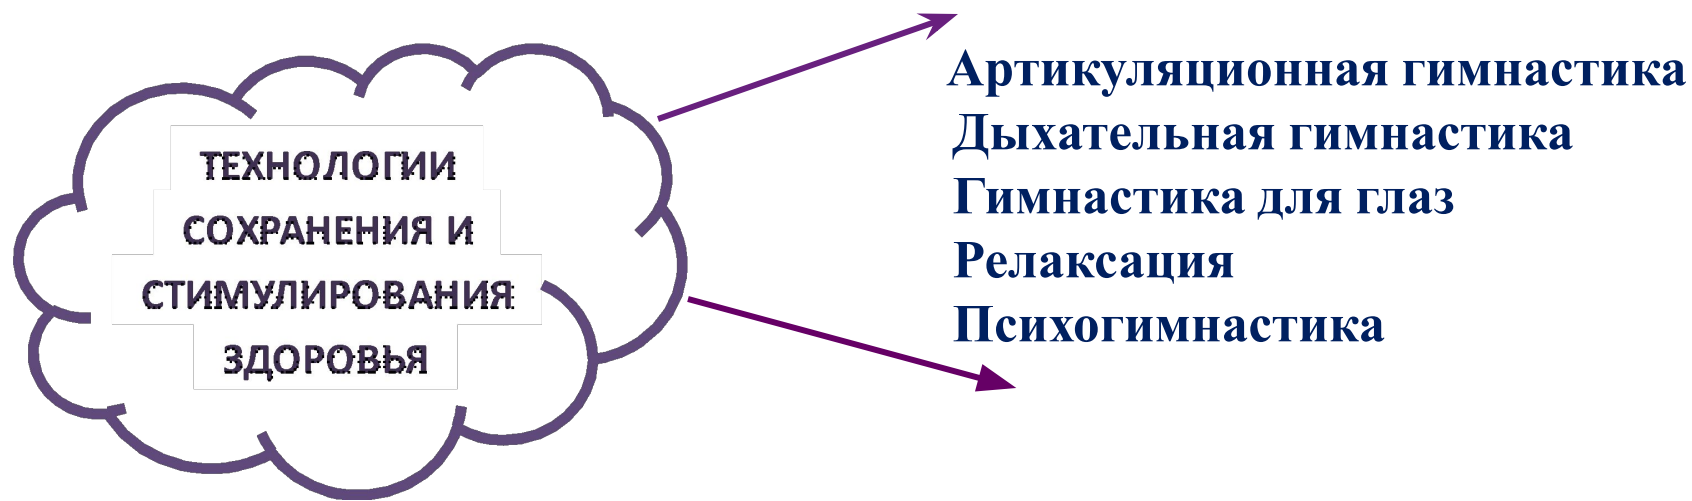 ТЕХНОЛОГИИ
СОХРАНЕНИЯ И
СТИМУЛИРОВАНИЯ
ЗДОРОВЬЯ
Артикуляционная гимнастика
Дыхательная гимнастика
Гимнастика для глаз
Релаксация
Психогимнастика